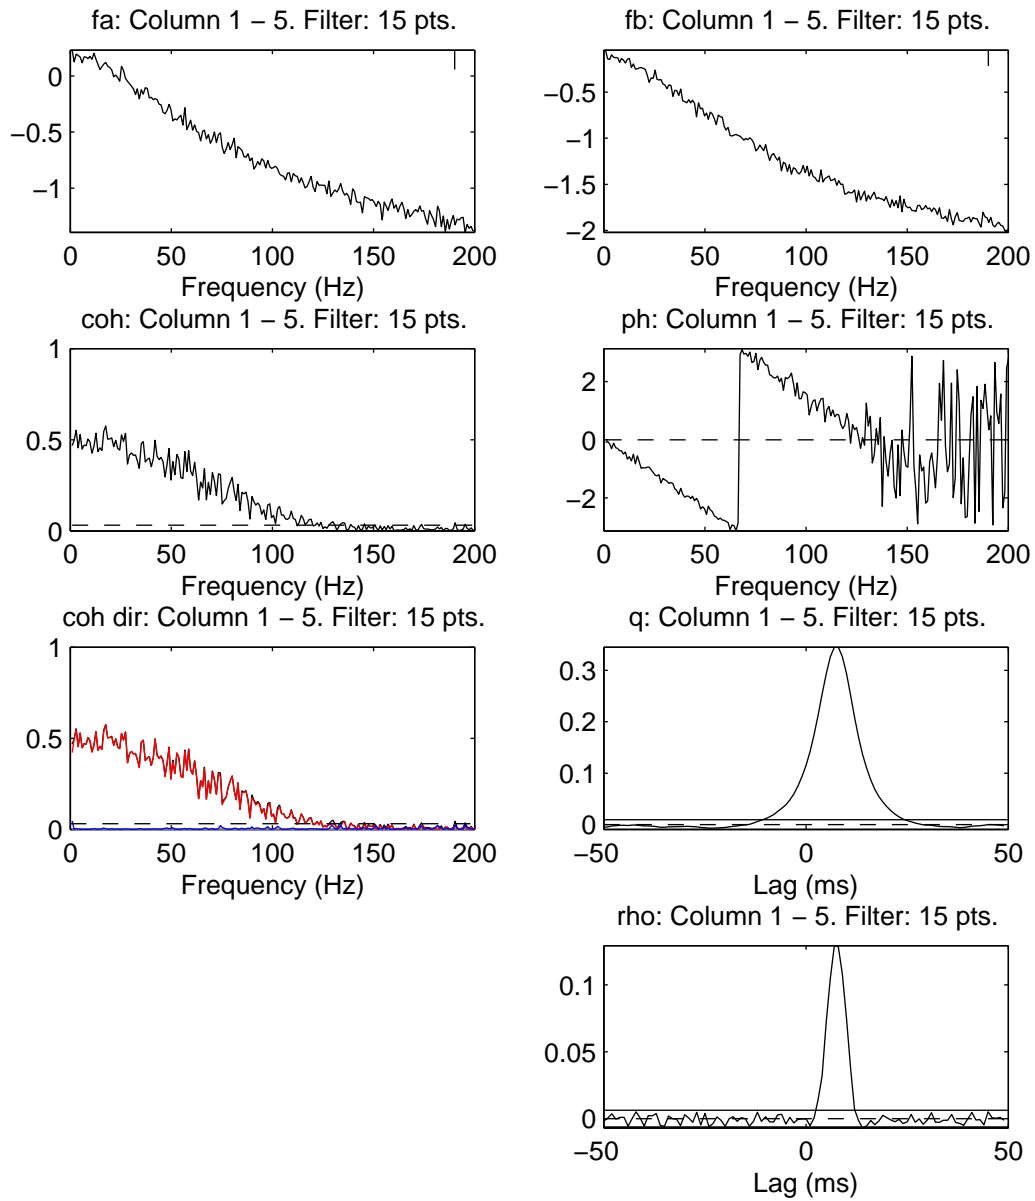 fa: Column 1 − 5. Filter: 15 pts.
0
−0.5
−1
0 50 100 150 200
Frequency (Hz)
fb: Column 1 − 5. Filter: 15 pts.
−0.5
−1
−1.5
−2
0 50 100 150 200
Frequency (Hz)
coh: Column 1 − 5. Filter: 15 pts.
1
0.5
0
0 50 100 150 200
Frequency (Hz)
ph: Column 1 − 5. Filter: 15 pts.
2
0
−2
0 50 100 150 200
Frequency (Hz)
coh dir: Column 1 − 5. Filter: 15 pts.
1
0.5
0
0 50 100 150 200
Frequency (Hz)
q: Column 1 − 5. Filter: 15 pts.
0.3
0.2
0.1
0
−50 0 50
Lag (ms)
rho: Column 1 − 5. Filter: 15 pts.
0.1
0.05
0
−50 0 50
Lag (ms)